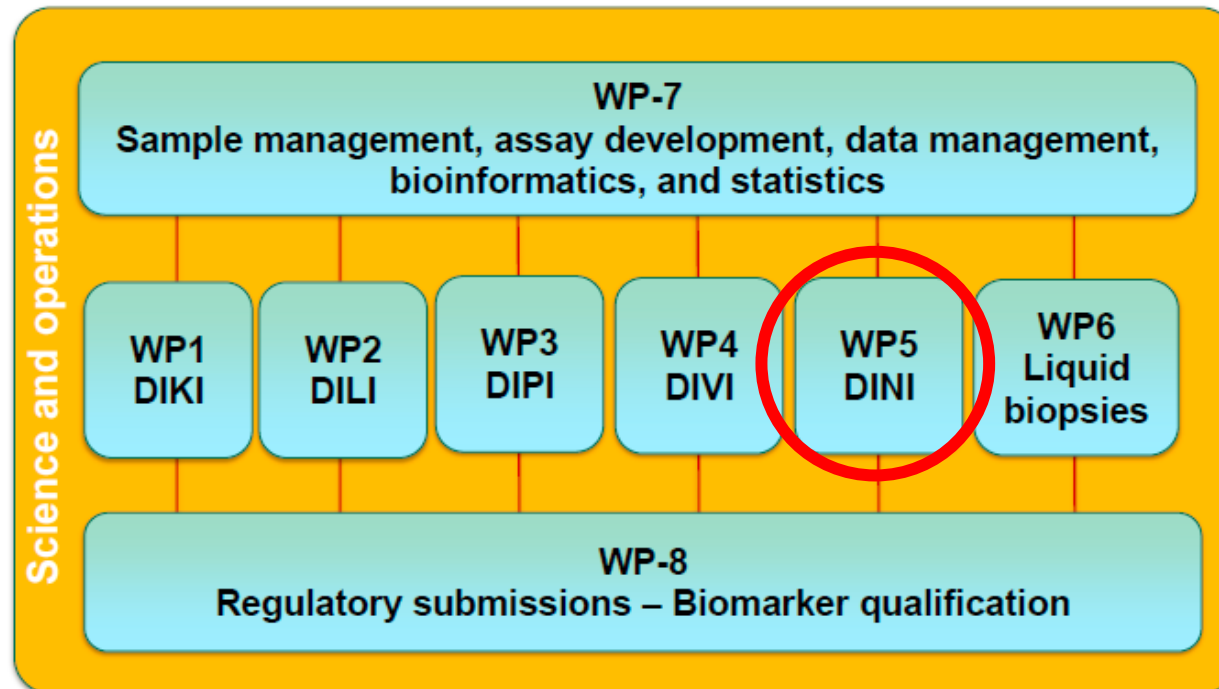 Science and operations
WP-7
Sample management, assay development, data management,
bioinformatics, and statistics
WP1
DIKI
WP2
DILI
WP3
DIPI
WP4
DIVI
WP5
DINI
WP6
Liquid
biopsies
WP-8
Regulatory submissions – Biomarker qualification